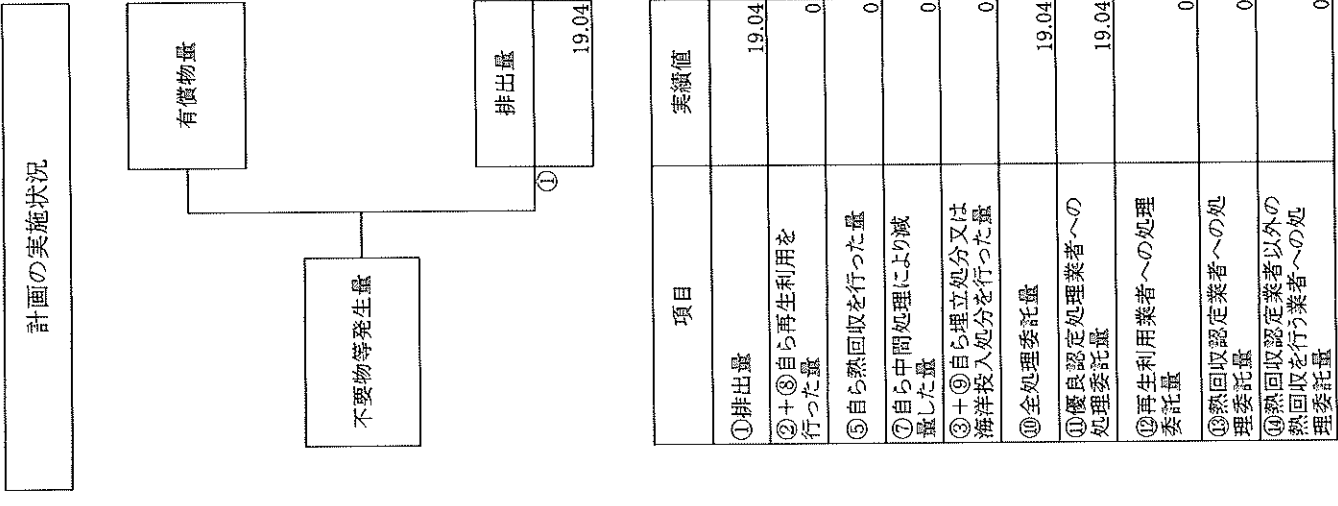 計画の実施状況
有償物量
不要物等発生量
排出量
①
19.04
項目
実績値
①排出量
19.04
②+⑧自ら再生利用を
行った量
0
⑤自ら熱回収を行った量
0
⑦自ら中間処理により減
量した量
0
③+⑨自ら埋立処分又は
海洋投入処分を行った量
0
⑩全処理委託量
19.04
⑪優良認定処理業者への
処理委託量
19.04
⑫再生利用業者への処理
委託量
0
⑬熱回収認定業者への処
理委託量
0
⑭熱回収認定業者以外の
熱回収を行う業者への処
理委託量
0